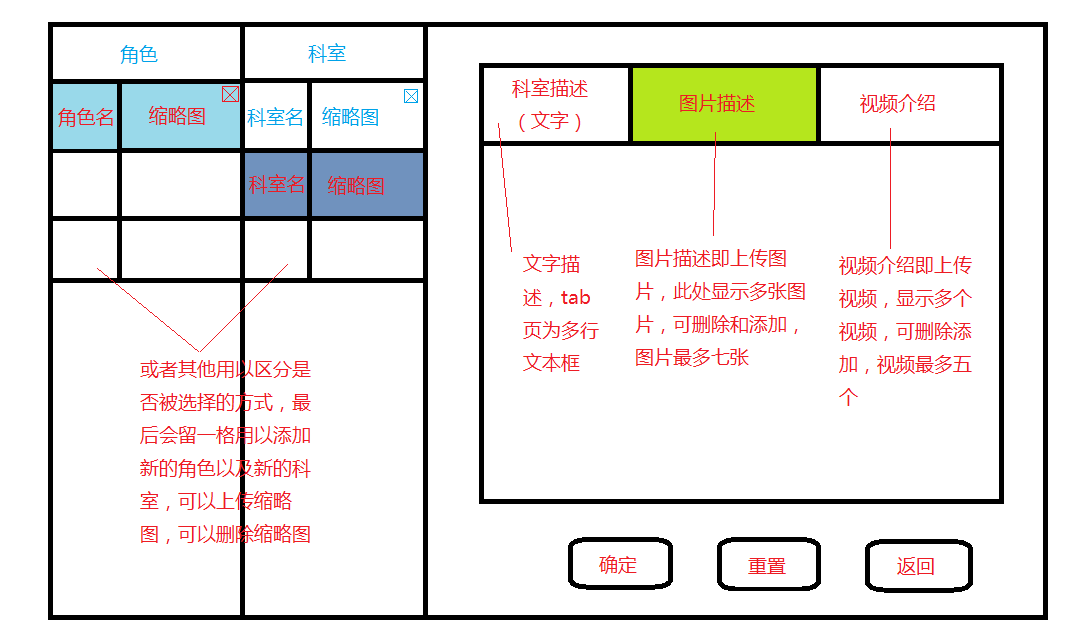 角色
科室
角色名
缩略图
科室名
缩略图
科室名
缩略图
或者其他用以区分是
否被选择的方式，最
后会留一格用以添加
新的角色以及新的科
室，可以上传缩略
图，可以删除缩略图
科室描述
（文字）
图片描述
视频介绍
文字描
述，tab
页为多行
文本框
图片描述即上传图
片，此处显示多张图
片，可删除和添加，
图片最多七张
视频介绍即上传
视频，显示多个
视频，可删除添
加，视频最多五
个
确定
重置
返回